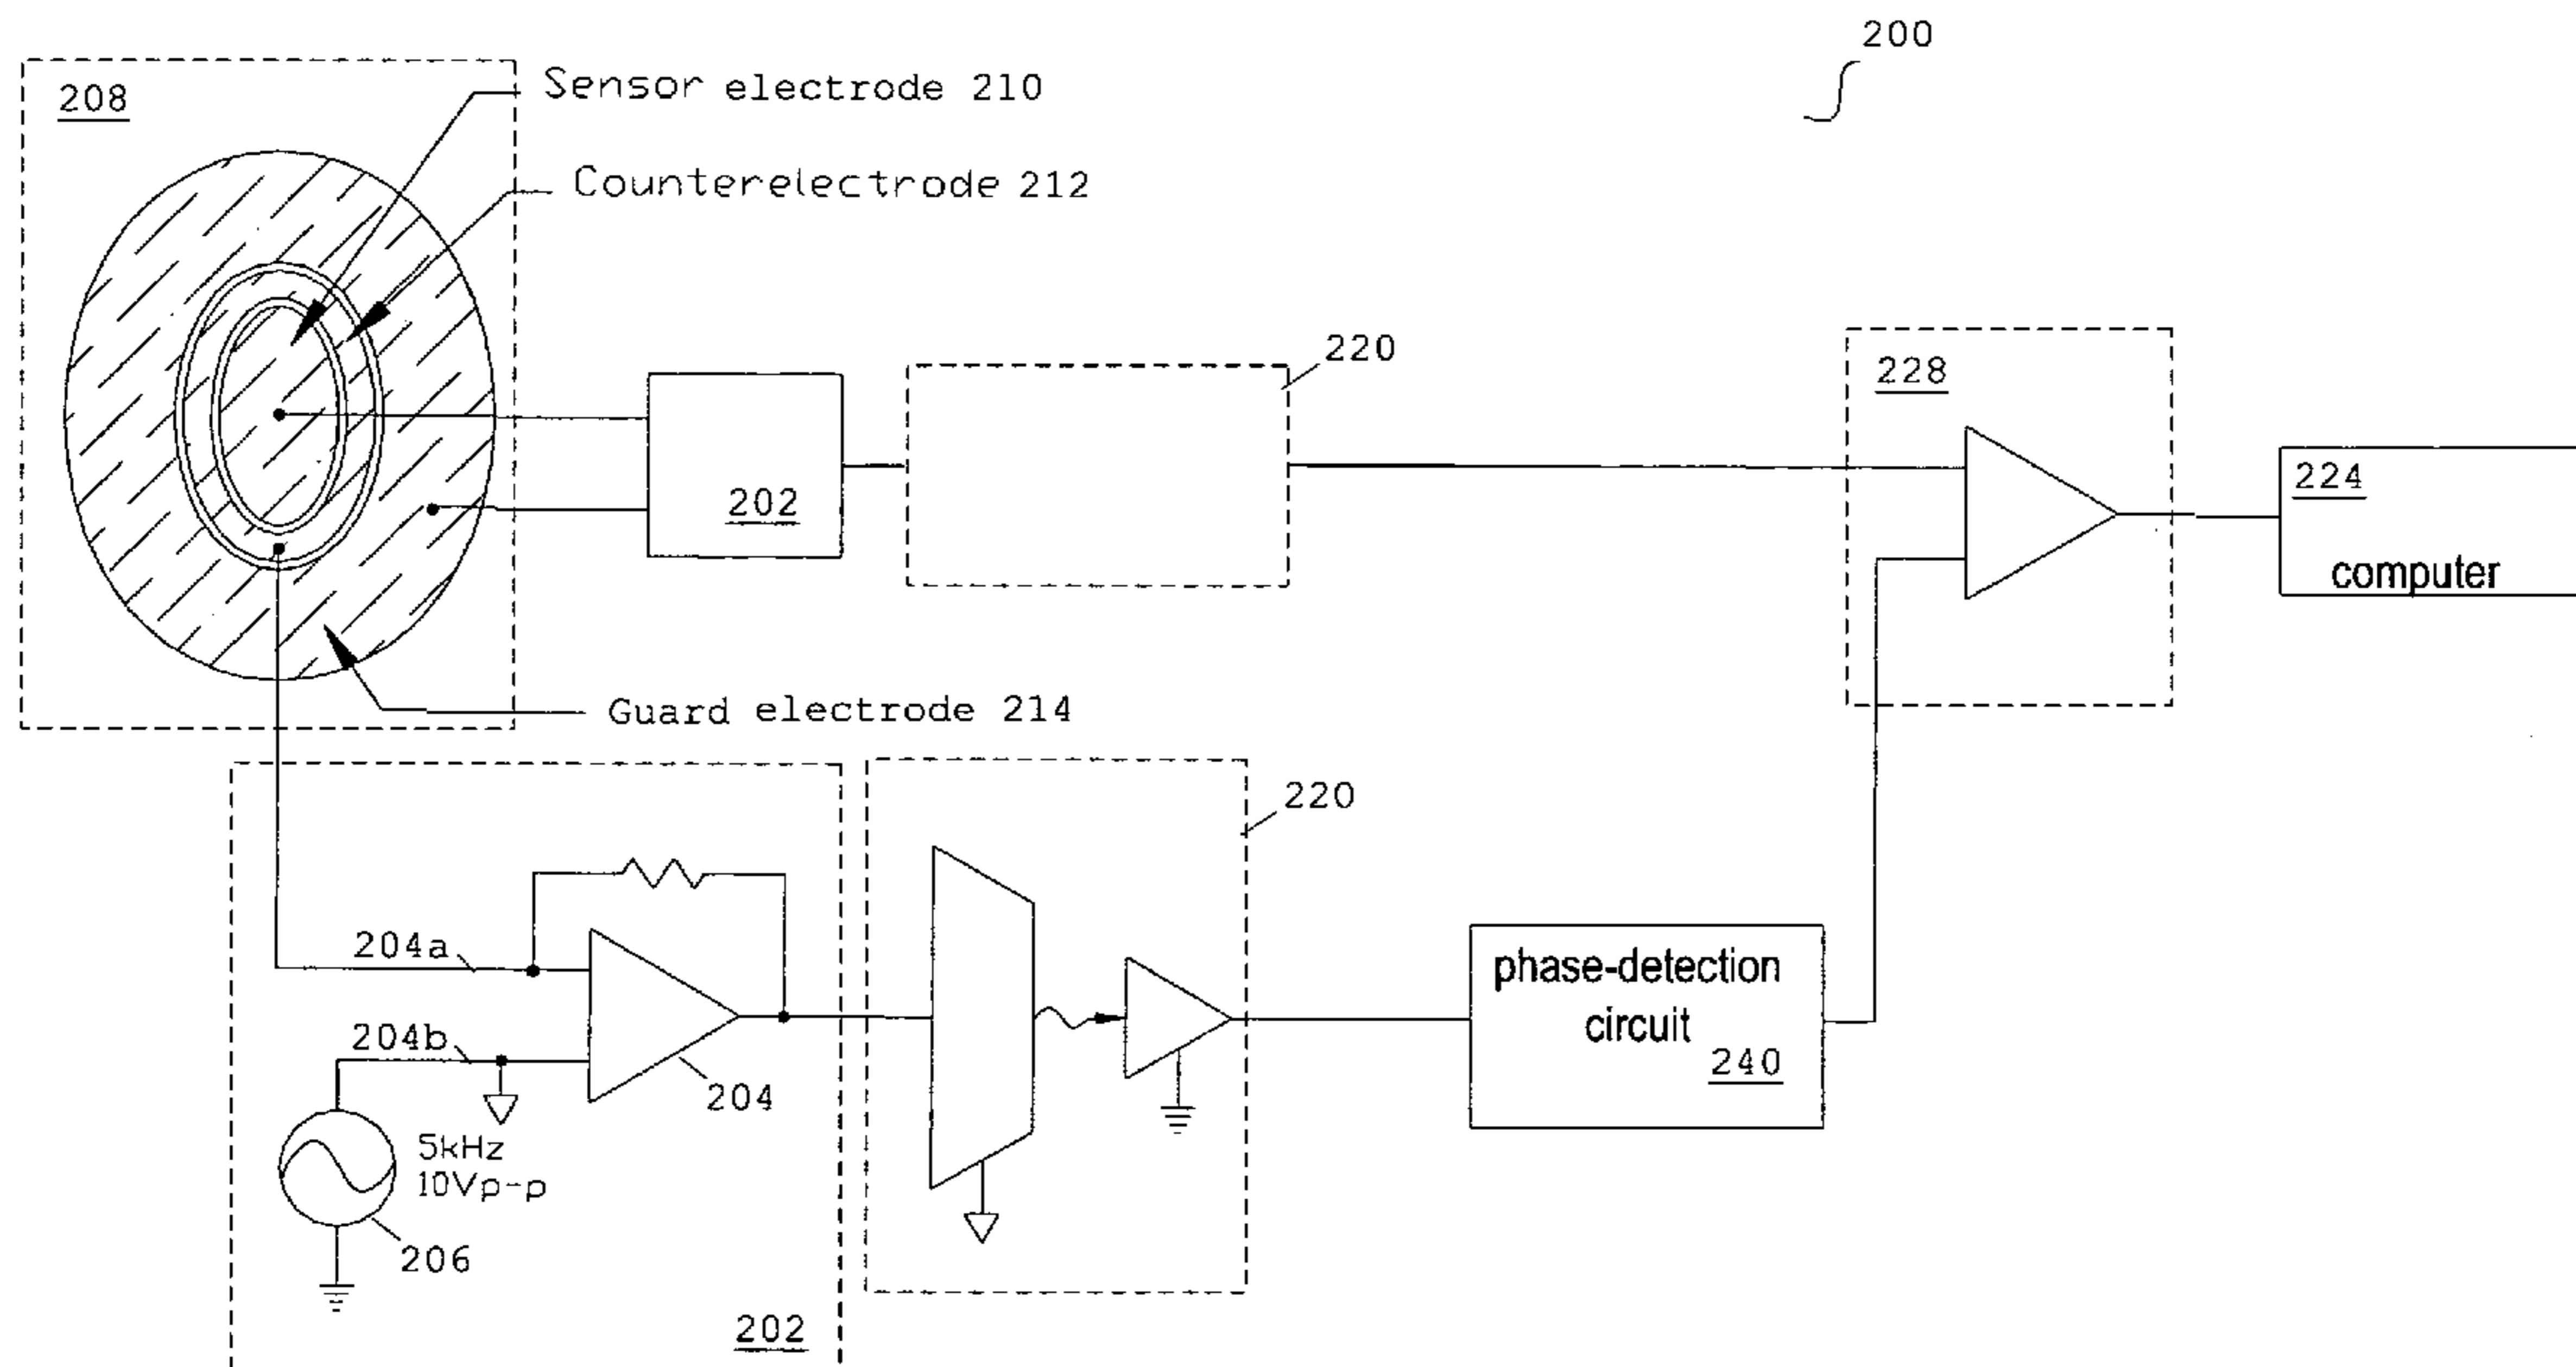 200
208
Sensor electrode 210
Counterelectrode 212
220
228
202
224
computer
Guard electrode 214
220
204a
204b
204
5kHz
10Vp-p
206
phase-detection
circuit
240
202